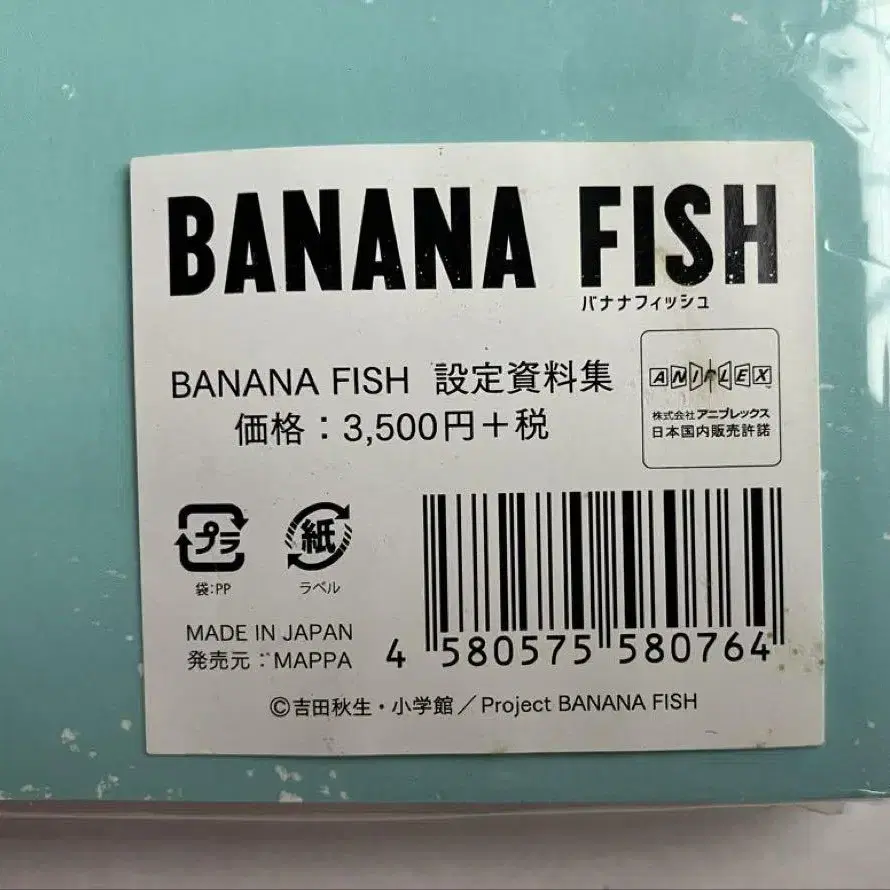 BANANA FISH
バナナフィッシュ
BANANA FISH 設定資料集
価格：3,500円＋税
ANIPLEX
株式会社アニプレックス
日本国内販売許諾
プラ
袋：PP
紙
ラベル
MADE IN JAPAN
発売元：MAPPA
4 580575 580764
©吉田秋生・小学館／Project BANANA FISH